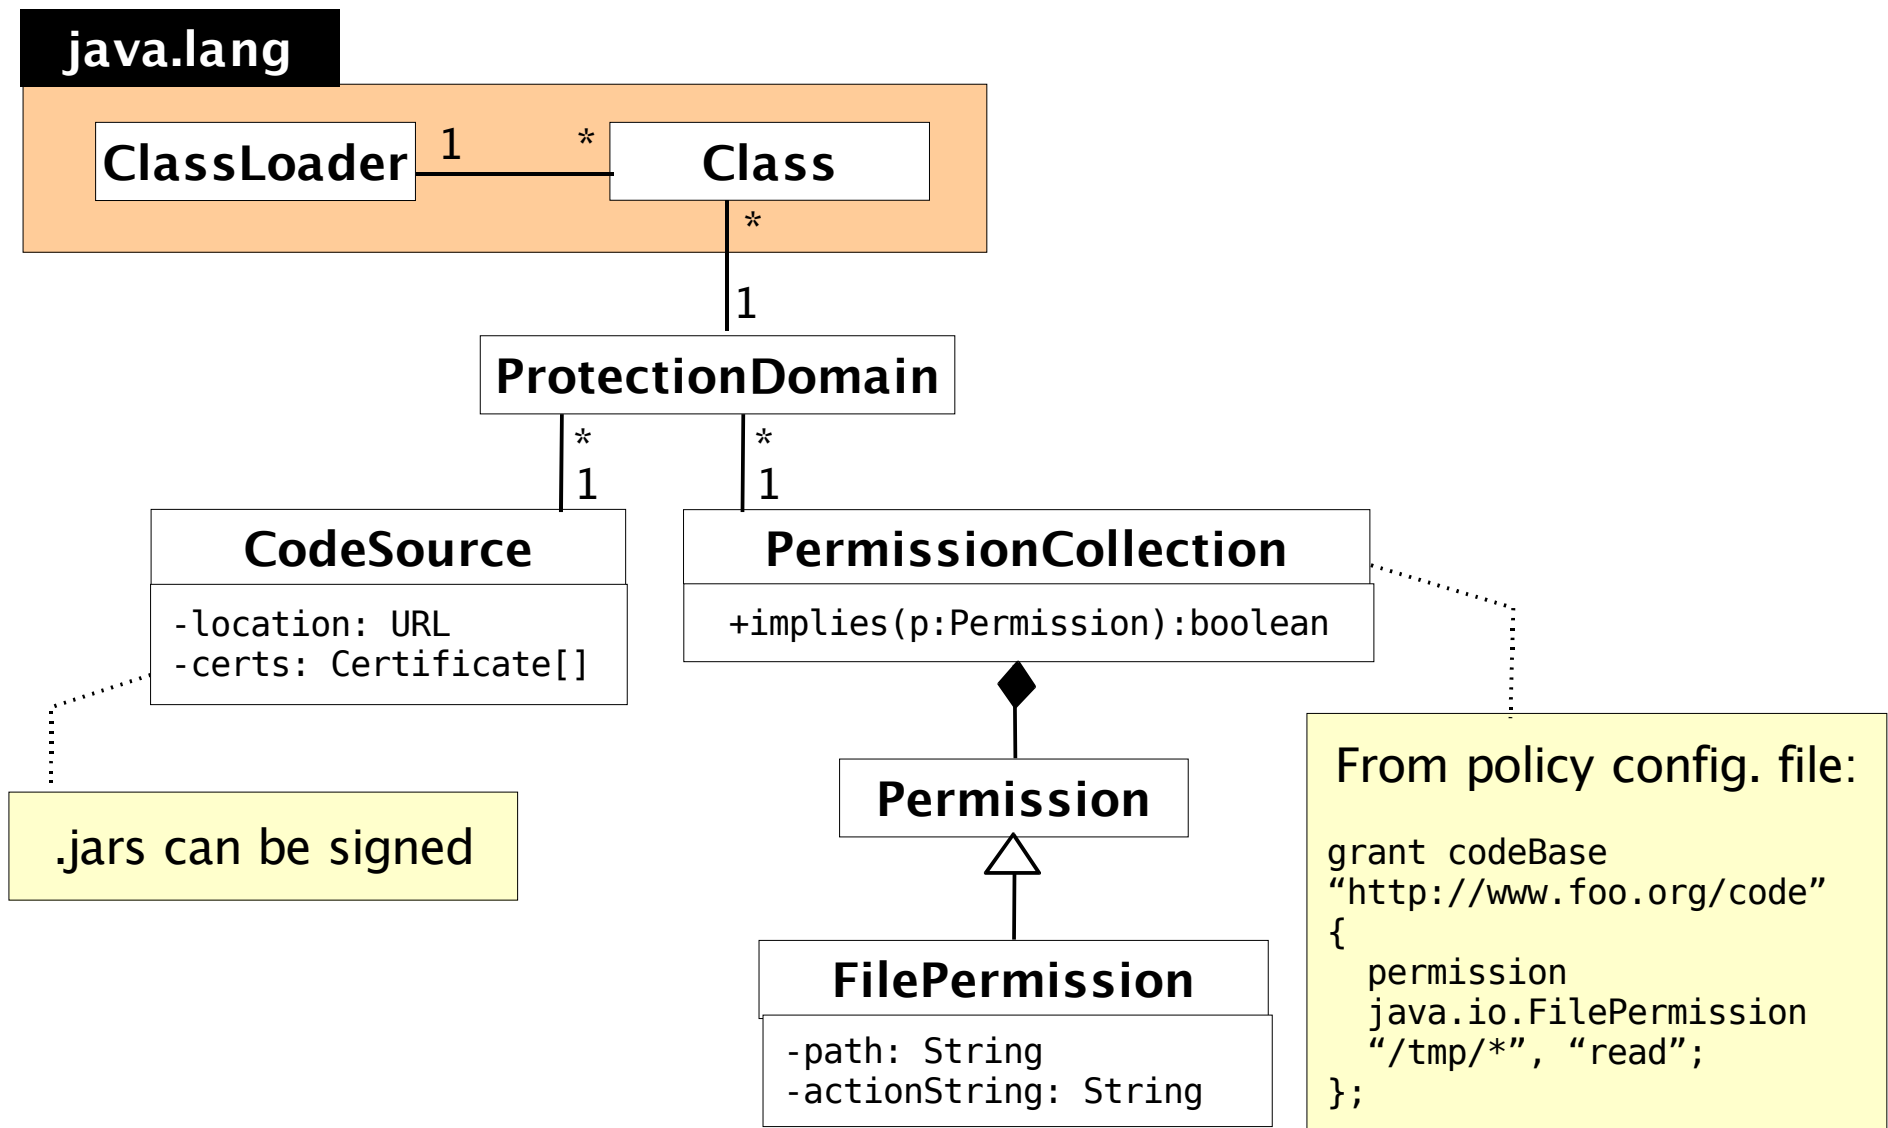 java.lang
ClassLoader 1 * Class
*
1
ProtectionDomain
* *
1 1
CodeSource
-location: URL
-certs: Certificate[]
PermissionCollection
+implies(p:Permission):boolean
.jars can be signed
Permission
FilePermission
-path: String
-actionString: String
From policy config. file:
grant codeBase
“http://www.foo.org/code”
{
permission
java.io.FilePermission
“/tmp/*”, “read”;
};